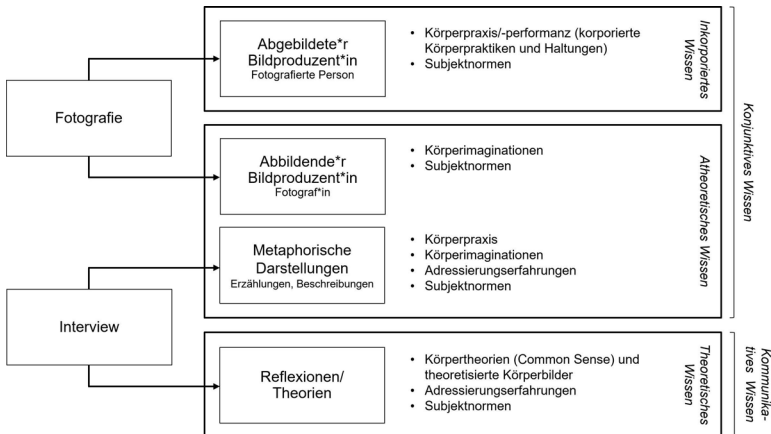 Fotografie
Abgebildete*r
Bildproduzent*in
Fotografierte Person
• Körperpraxis/-performanz (korporierte
Körperpraktiken und Haltungen)
• Subjektnormen
Inkorporiertes
Wissen
Abbildende*r
Bildproduzent*in
Fotograf*in
• Körperimaginationen
• Subjektnormen
Atheoretisches Wissen
Konjunktives Wissen
Interview
Metaphorische
Darstellungen
Erzählungen, Beschreibungen
• Körperpraxis
• Körperimaginationen
• Adressierungserfahrungen
• Subjektnormen
Reflexionen/
Theorien
• Körpertheorien (Common Sense) und
theoretisierte Körperbilder
• Adressierungserfahrungen
• Subjektnormen
Theoretisches
Wissen
Kommunika-
tives Wissen